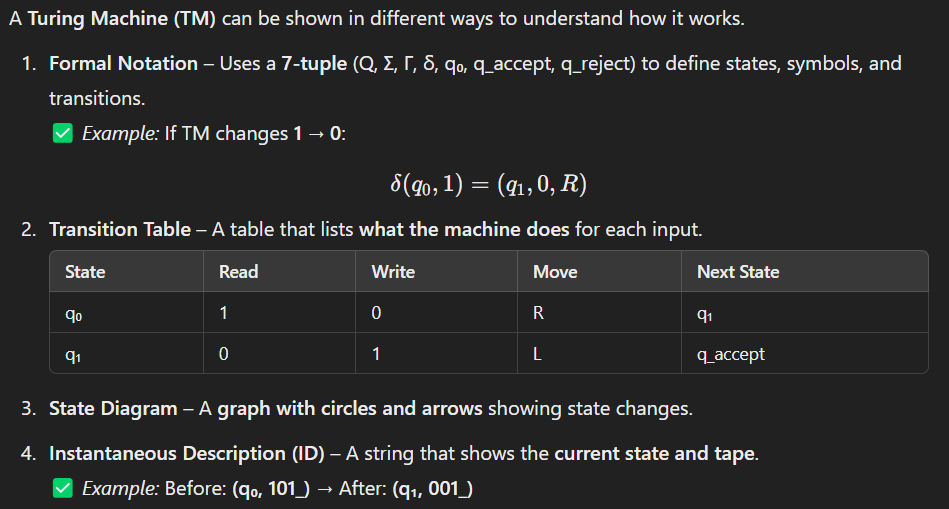 A Turing Machine (TM) can be shown in different ways to understand how it works.
1. Formal Notation – Uses a 7-tuple (Q, Σ, Γ, δ, q₀, q_accept, q_reject) to define states, symbols, and
transitions.
✅ Example: If TM changes 1 → 0:
δ(q₀, 1) = (q₁, 0, R)
2. Transition Table – A table that lists what the machine does for each input.
State Read Write Move Next State
q₀ 1 0 R q₁
q₁ 0 1 L q_accept
3. State Diagram – A graph with circles and arrows showing state changes.
4. Instantaneous Description (ID) – A string that shows the current state and tape.
✅ Example: Before: (q₀, 101_) → After: (q₁, 001_)